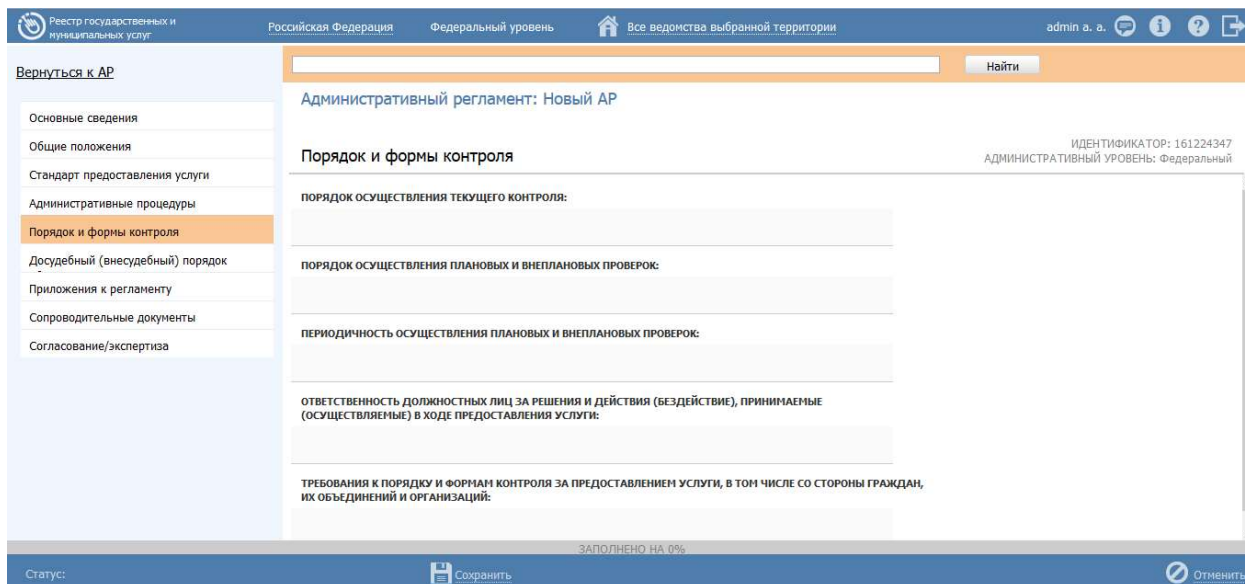 Реестр государственных и
муниципальных услуг
Российская Федерация
Федеральный уровень
Все ведомства выбранной территории
admin a. a.
Вернуться к АР
Найти
Основные сведения
Общие положения
Стандарт предоставления услуги
Административные процедуры
Порядок и формы контроля
Досудебный (внесудебный) порядок
Приложения к регламенту
Сопроводительные документы
Согласование/экспертиза
Административный регламент: Новый АР
Порядок и формы контроля
ИДЕНТИФИКАТОР: 161224347
АДМИНИСТРАТИВНЫЙ УРОВЕНЬ: Федеральный
ПОРЯДОК ОСУЩЕСТВЛЕНИЯ ТЕКУЩЕГО КОНТРОЛЯ:
ПОРЯДОК ОСУЩЕСТВЛЕНИЯ ПЛАНОВЫХ И ВНЕПЛАНОВЫХ ПРОВЕРОК:
ПЕРИОДИЧНОСТЬ ОСУЩЕСТВЛЕНИЯ ПЛАНОВЫХ И ВНЕПЛАНОВЫХ ПРОВЕРОК:
ОТВЕТСТВЕННОСТЬ ДОЛЖНОСТНЫХ ЛИЦ ЗА РЕШЕНИЯ И ДЕЙСТВИЯ (БЕЗДЕЙСТВИЕ), ПРИНИМАЕМЫЕ
(ОСУЩЕСТВЛЯЕМЫЕ) В ХОДЕ ПРЕДОСТАВЛЕНИЯ УСЛУГИ:
ТРЕБОВАНИЯ К ПОРЯДКУ И ФОРМАМ КОНТРОЛЯ ЗА ПРЕДОСТАВЛЕНИЕМ УСЛУГИ, В ТОМ ЧИСЛЕ СО СТОРОНЫ ГРАЖДАН,
ИХ ОБЪЕДИНЕНИЙ И ОРГАНИЗАЦИЙ:
ЗАПОЛНЕНО НА 0%
Статус:
Сохранить
Отменить